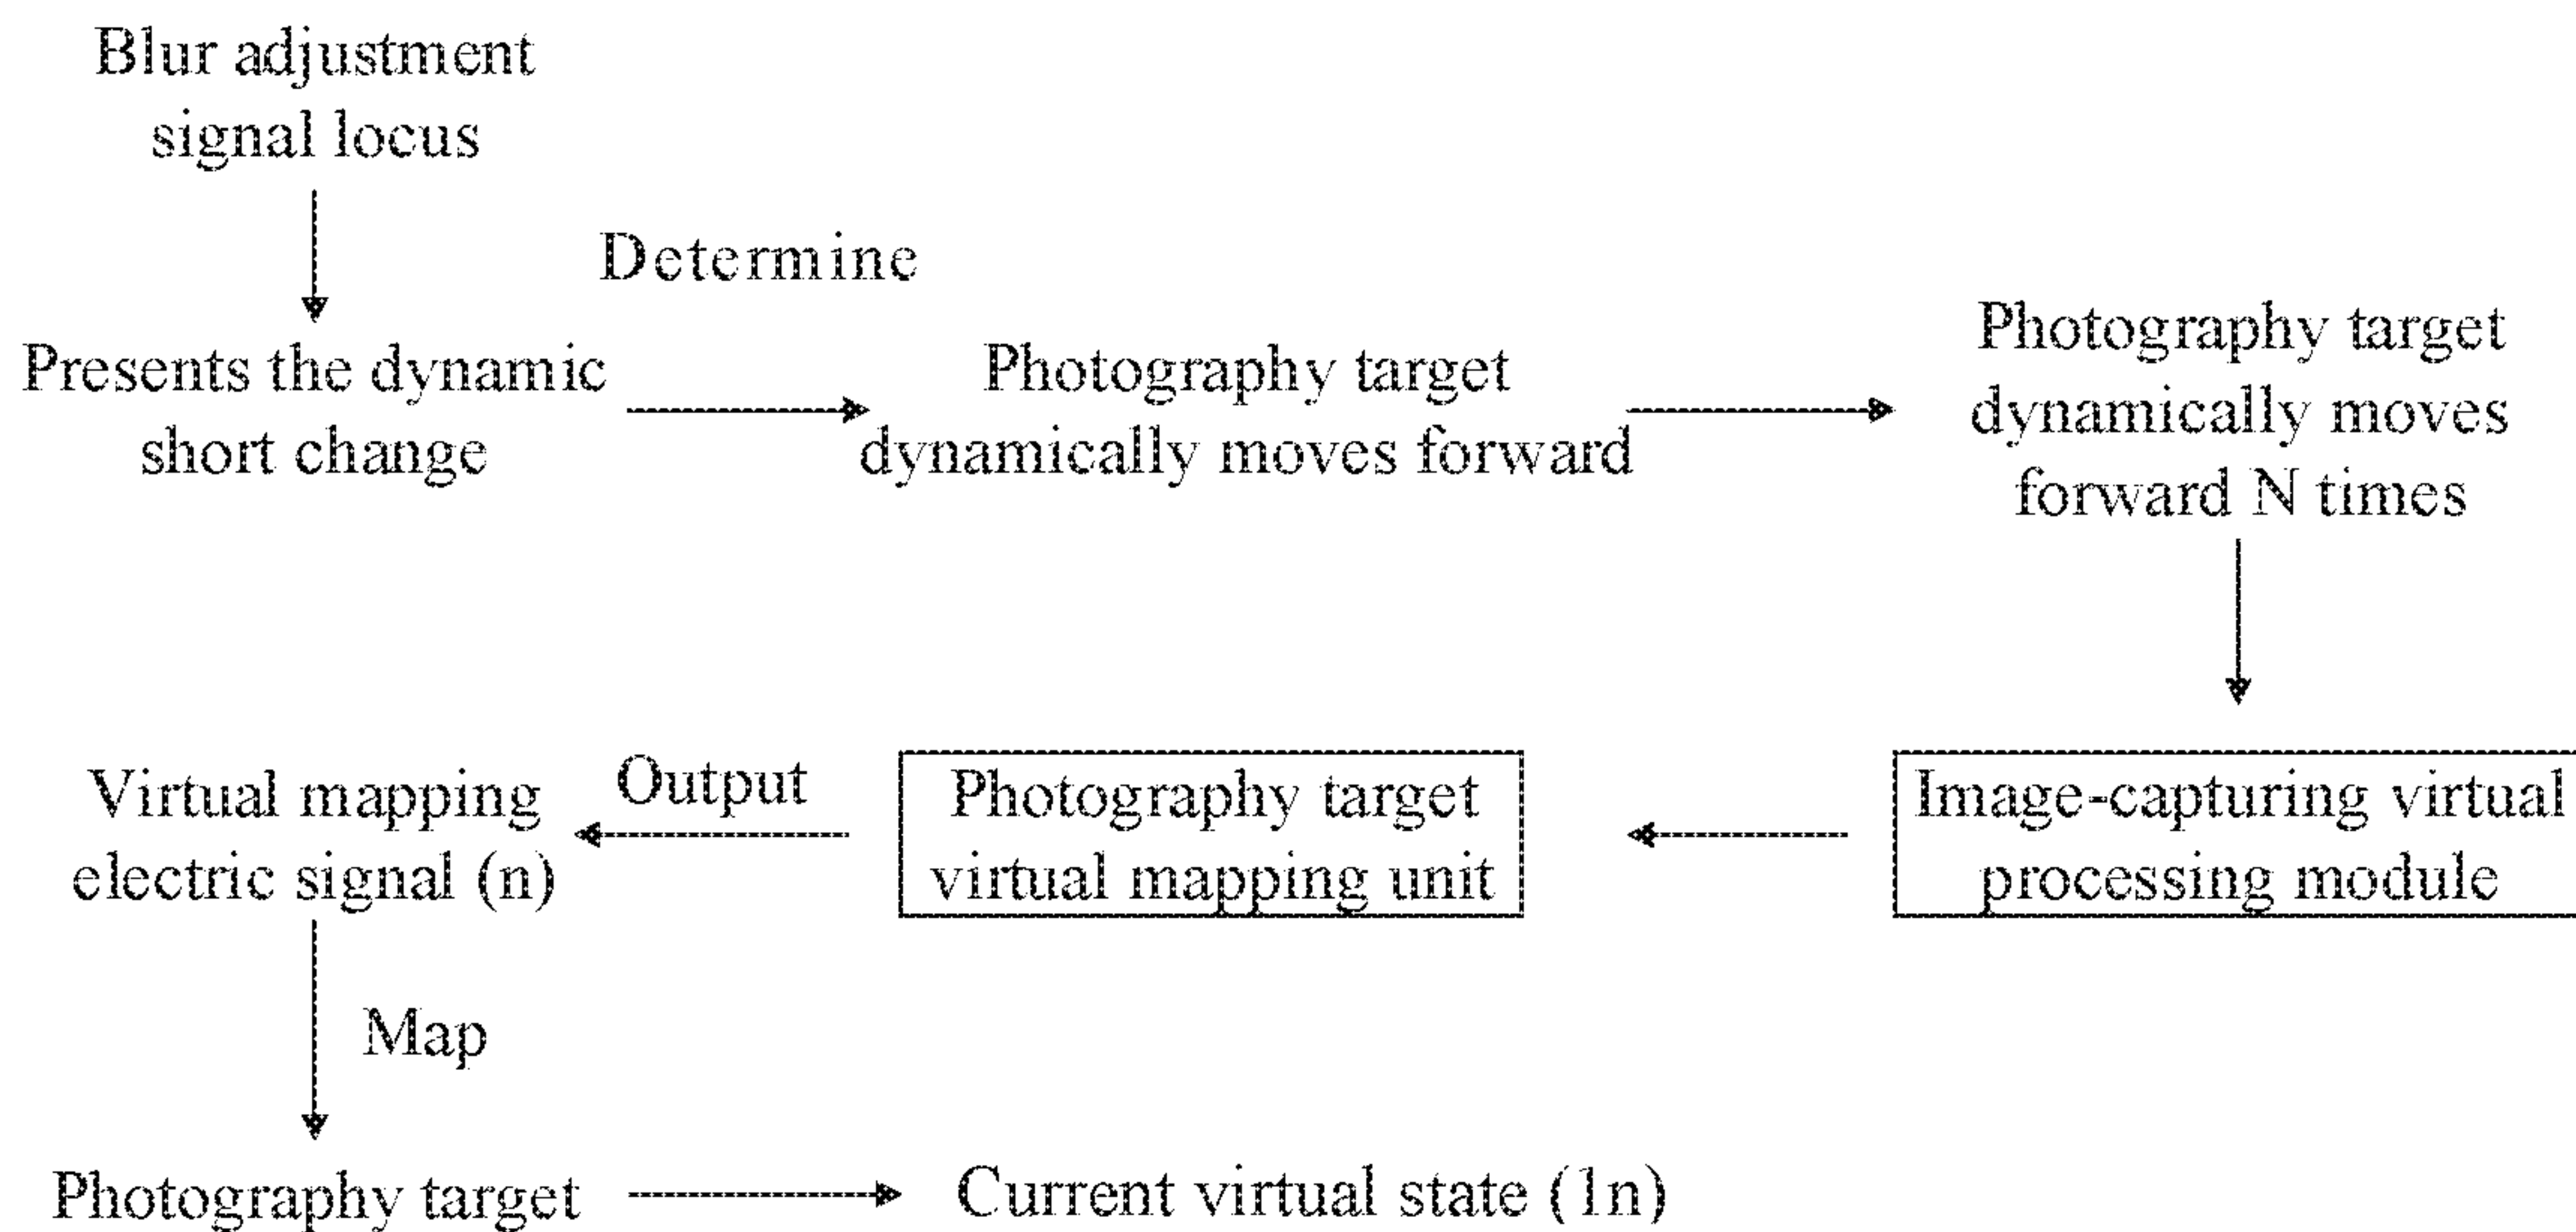 Blur adjustment
signal locus
Determine
Presents the dynamic
short change
Photography target
dynamically moves forward
Photography target
dynamically moves
forward N times
Image-capturing virtual
processing module
Photography target
virtual mapping unit
Output
Virtual mapping
electric signal (n)
Map
Photography target
Current virtual state (1n)